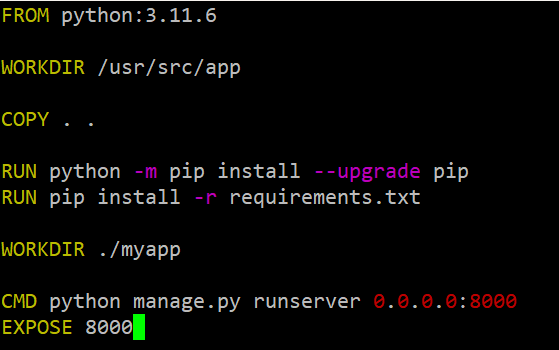 FROM python:3.11.6
WORKDIR /usr/src/app
COPY . .
RUN python -m pip install --upgrade pip
RUN pip install -r requirements.txt
WORKDIR ./myapp
CMD python manage.py runserver 0.0.0.0:8000
EXPOSE 8000